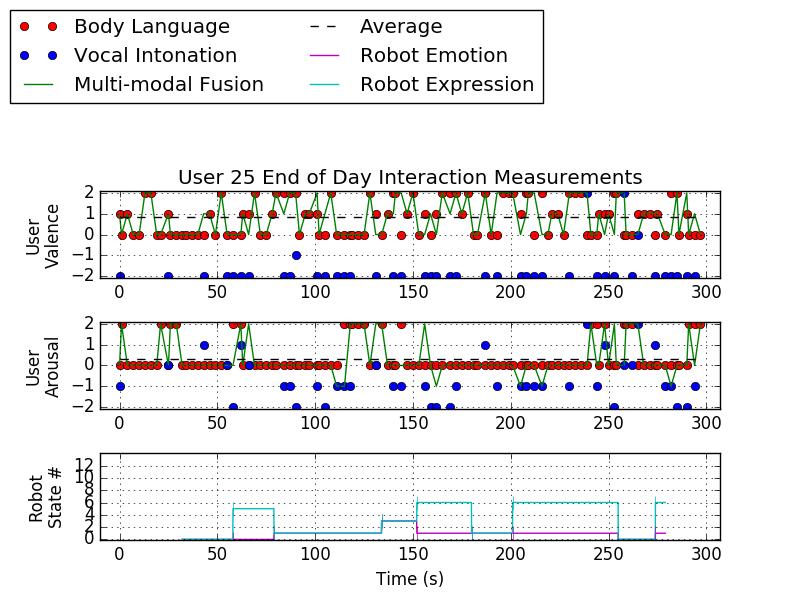 Body Language
Vocal Intonation
Multi-modal Fusion
Average
Robot Emotion
Robot Expression
User 25 End of Day Interaction Measurements
User
Valence
2
1
0
−1
−2
0 50 100 150 200 250 300
User
Arousal
2
1
0
−1
−2
0 50 100 150 200 250 300
Robot
State #
12
10
8
6
4
2
0
0 50 100 150 200 250 300
Time (s)